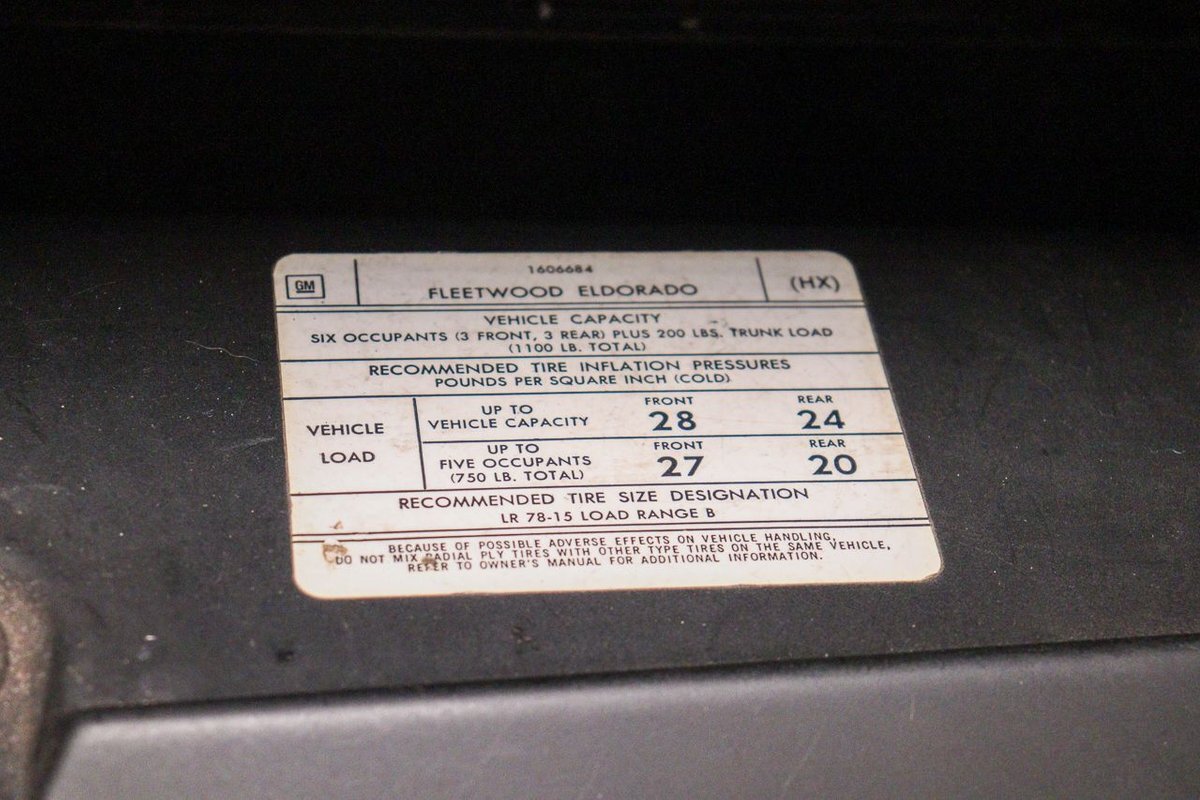 GM
1606684
FLEETWOOD ELDORADO
(HX)
VEHICLE CAPACITY
SIX OCCUPANTS (3 FRONT, 3 REAR) PLUS 200 LBS. TRUNK LOAD
(1100 LB. TOTAL)
RECOMMENDED TIRE INFLATION PRESSURES
POUNDS PER SQUARE INCH (COLD)
VEHICLE
LOAD
UP TO
VEHICLE CAPACITY
FRONT
28
REAR
24
UP TO
FIVE OCCUPANTS
(750 LB. TOTAL)
FRONT
27
REAR
20
RECOMMENDED TIRE SIZE DESIGNATION
LR 78-15 LOAD RANGE B
BECAUSE OF POSSIBLE ADVERSE EFFECTS ON VEHICLE HANDLING,
DO NOT MIX RADIAL PLY TIRES WITH OTHER TYPE TIRES ON THE SAME VEHICLE,
REFER TO OWNER'S MANUAL FOR ADDITIONAL INFORMATION.